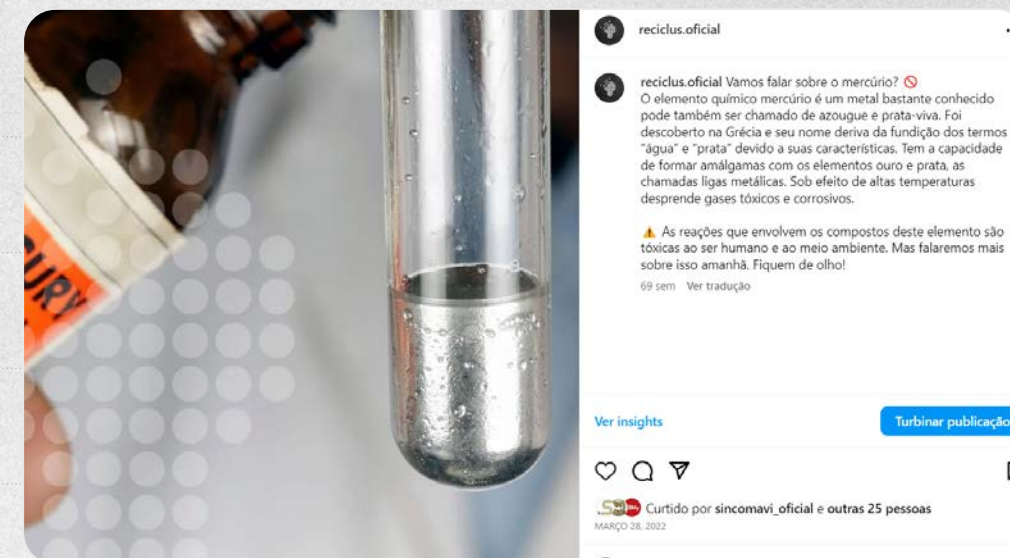 URY
reciclus.oficial
reciclus.oficial Vamos falar sobre o mercúrio? 🚫
O elemento químico mercúrio é um metal bastante conhecido
pode também ser chamado de azougue e prata-viva. Foi
descoberto na Grécia e seu nome deriva da fundição dos termos
"água" e "prata" devido a suas características. Tem a capacidade
de formar amálgamas com os elementos ouro e prata, as
chamadas ligas metálicas. Sob efeito de altas temperaturas
desprende gases tóxicos e corrosivos.
⚠️ As reações que envolvem os compostos deste elemento são
tóxicas ao ser humano e ao meio ambiente. Mas falaremos mais
sobre isso amanhã. Fiquem de olho!
69 sem Ver tradução
Ver insights
Turbinar publicação
Curtido por sincomavi_oficial e outras 25 pessoas
MARÇO 28, 2022